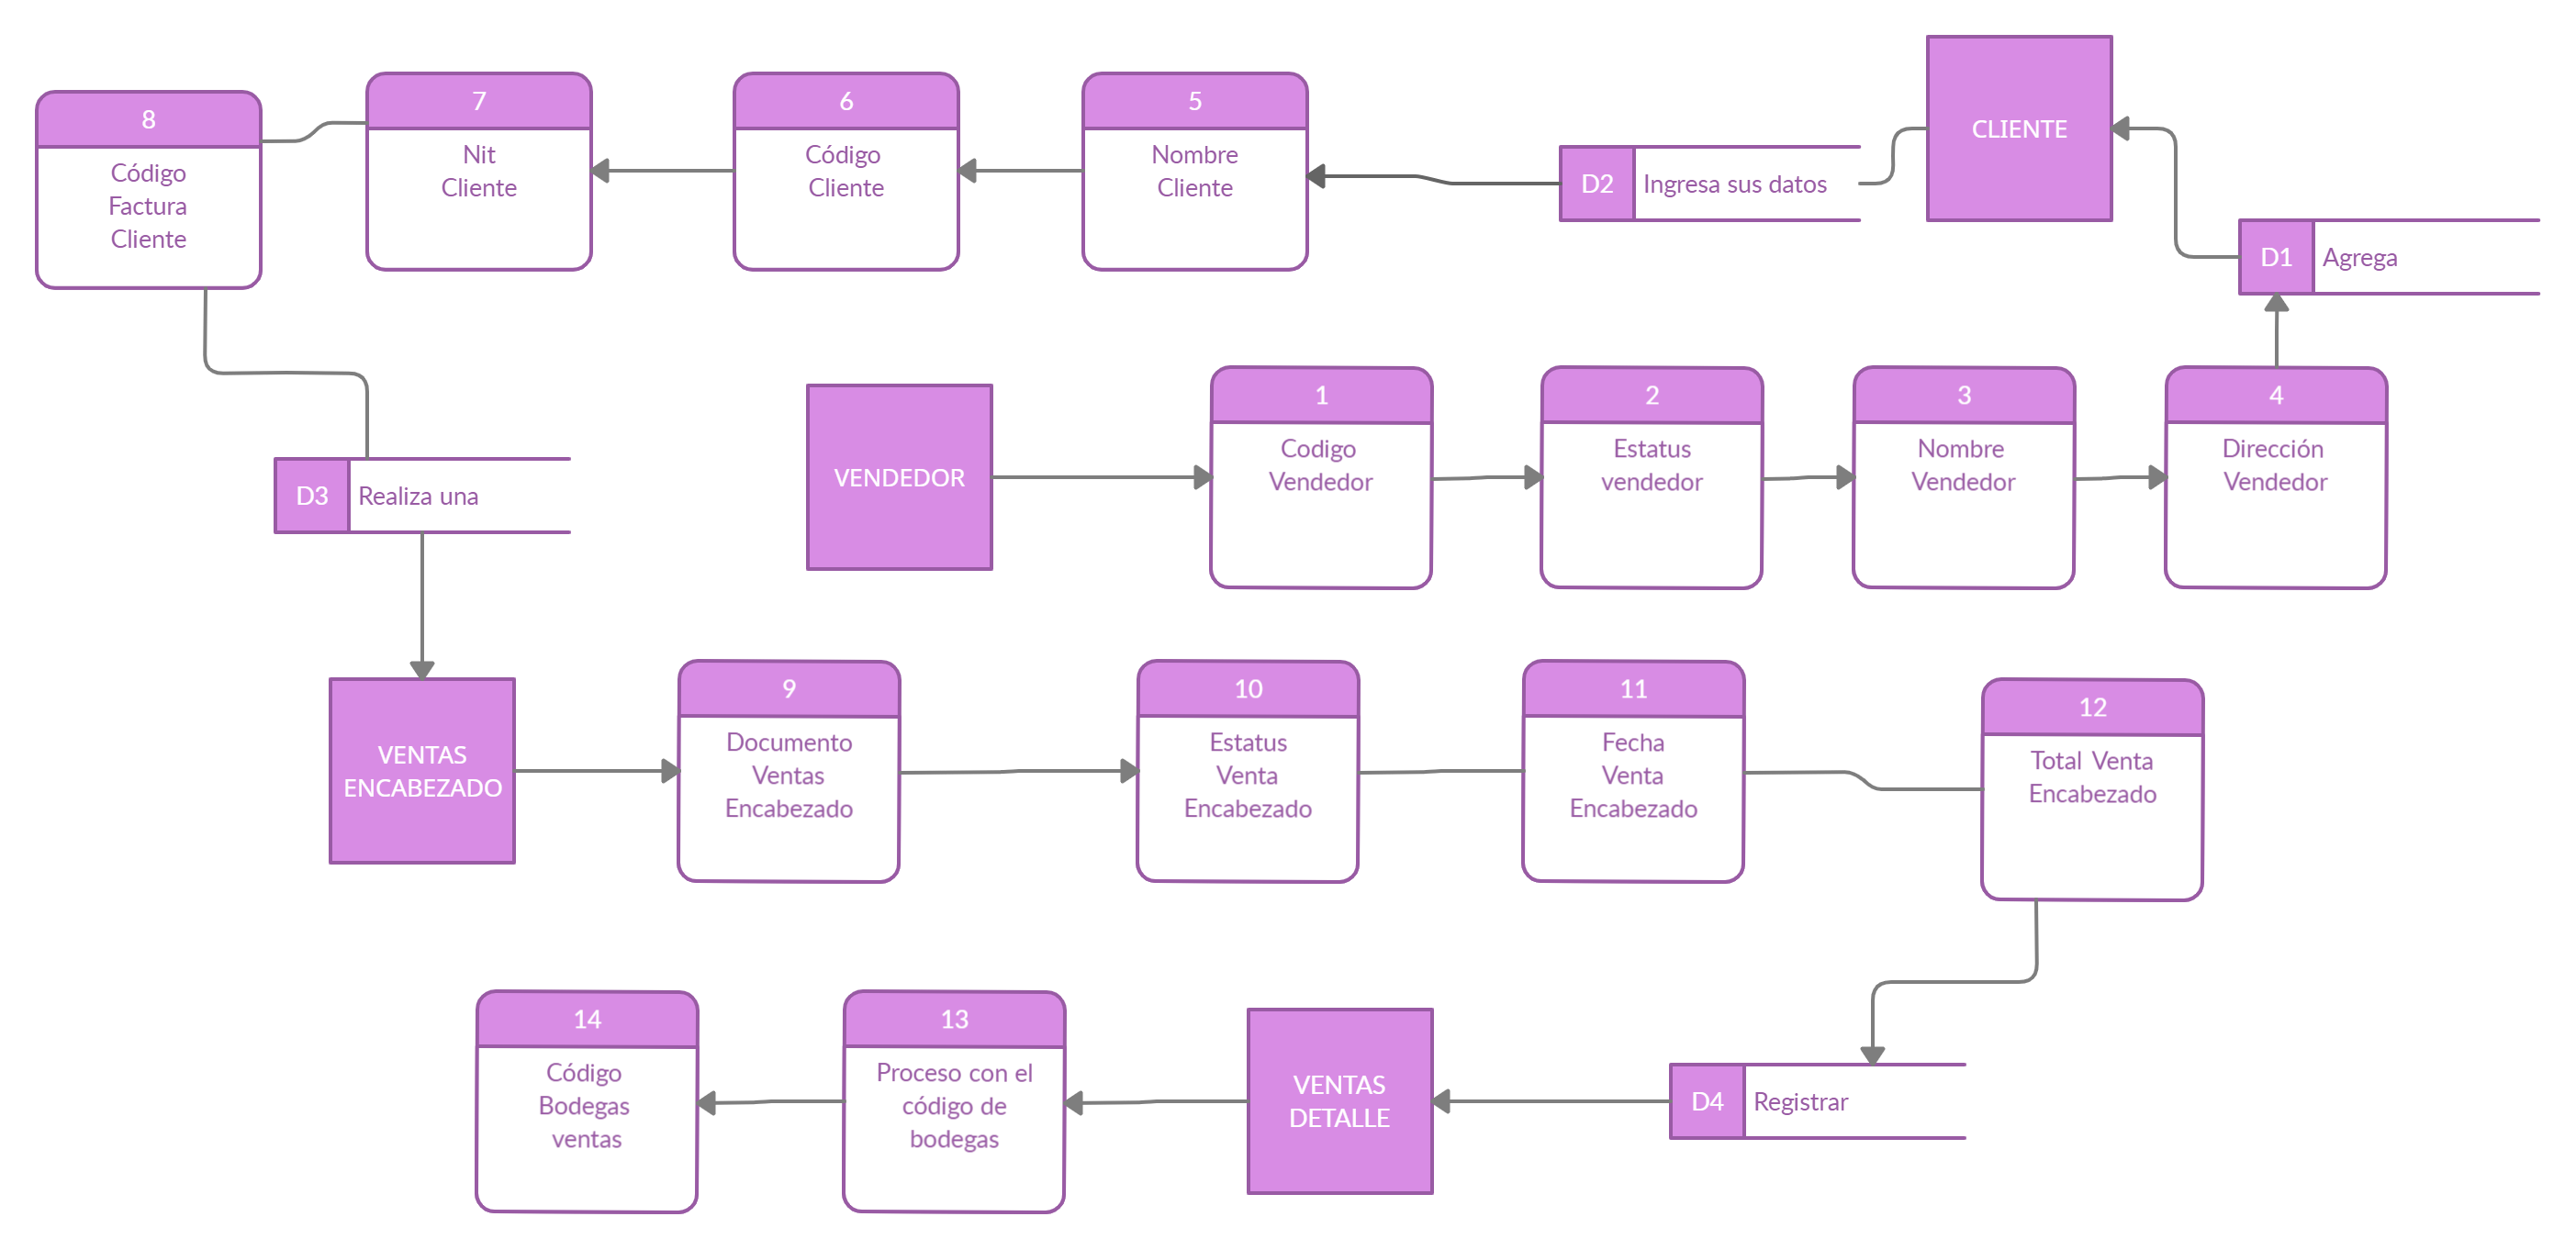 8
Código
Factura
Cliente
7
Nit
Cliente
6
Código
Cliente
5
Nombre
Cliente
D2
Ingresa sus datos
CLIENTE
D1
Agrega
D3
Realiza una
VENDEDOR
1
Codigo
Vendedor
2
Estatus
vendedor
3
Nombre
Vendedor
4
Dirección
Vendedor
VENTAS
ENCABEZADO
9
Documento
Ventas
Encabezado
10
Estatus
Venta
Encabezado
11
Fecha
Venta
Encabezado
12
Total Venta
Encabezado
14
Código
Bodegas
ventas
13
Proceso con el
código de
bodegas
VENTAS
DETALLE
D4
Registrar